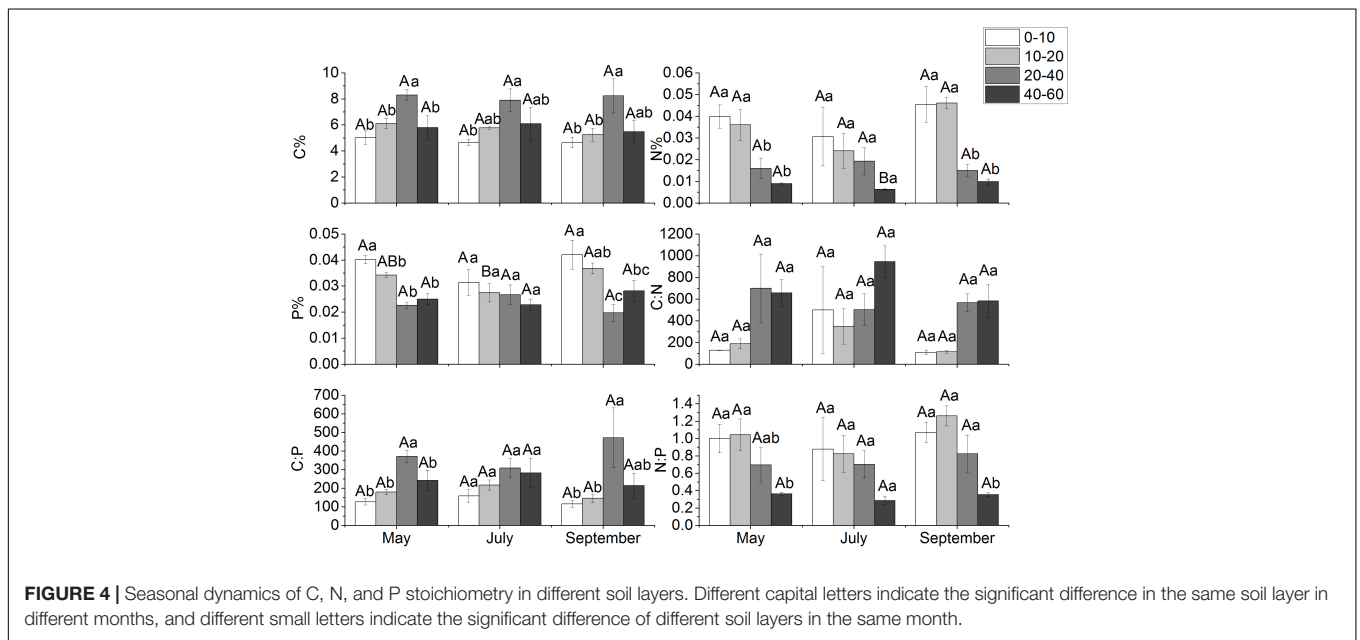 0-10
10-20
20-40
40-60
C%
10
8
6
4
2
0
Ab Ab Aa Ab
Ab Aab Aa Aab
Ab Ab Aa Aab
N%
0.06
0.05
0.04
0.03
0.02
0.01
0.00
Aa Aa Ab Ab
Aa Aa Aa Ba
Aa Aa Ab Ab
P%
0.05
0.04
0.03
0.02
0.01
0.00
Aa ABb Ab Ab
Aa Ba Aa Aa
Aa Aab Ac Abc
C:N
1200
1000
800
600
400
200
0
Aa Aa Aa Aa
Aa Aa Aa Aa
Aa Aa Aa Aa
C:P
700
600
500
400
300
200
100
0
Ab Ab Aa Ab
Aa Aa Aa Aa
Ab Ab Aa Aab
May July September
N:P
1.4
1.2
1.0
0.8
0.6
0.4
0.2
0.0
Aa Aa Aab Ab
Aa Aa Aa Aa
Aa Aa Aa Ab
May July September
FIGURE 4 | Seasonal dynamics of C, N, and P stoichiometry in different soil layers. Different capital letters indicate the significant difference in the same soil layer in
different months, and different small letters indicate the significant difference of different soil layers in the same month.